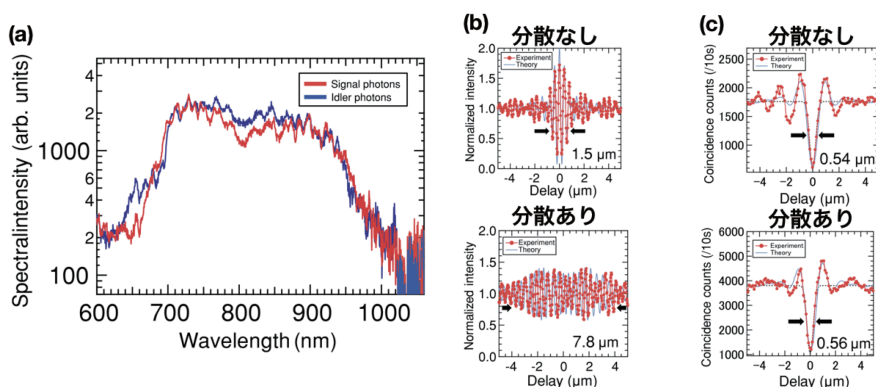 (a)
Spectralintensity (arb. units)
4
2
1000
6
4
2
100
600 700 800 900 1000
Wavelength (nm)
Signal photons
Idler photons
(b)
分散なし
Experiment
Theory
Normalized intensity
2.0
1.5
1.0
0.5
0.0
1.5 μm
-4 -2 0 2 4
Delay (μm)
分散あり
Experiment
Theory
Normalized intensity
2.0
1.5
1.0
0.5
0.0
7.8 μm
-4 -2 0 2 4
Delay (μm)
(c)
分散なし
Experiment
Theory
Coincidence counts (/10s)
2500
2000
1500
1000
0.54 μm
-4 -2 0 2 4
Delay (μm)
分散あり
Experiment
Theory
Coincidence counts (/10s)
6000
5000
4000
3000
2000
1000
0.56 μm
-4 -2 0 2 4
Delay (μm)